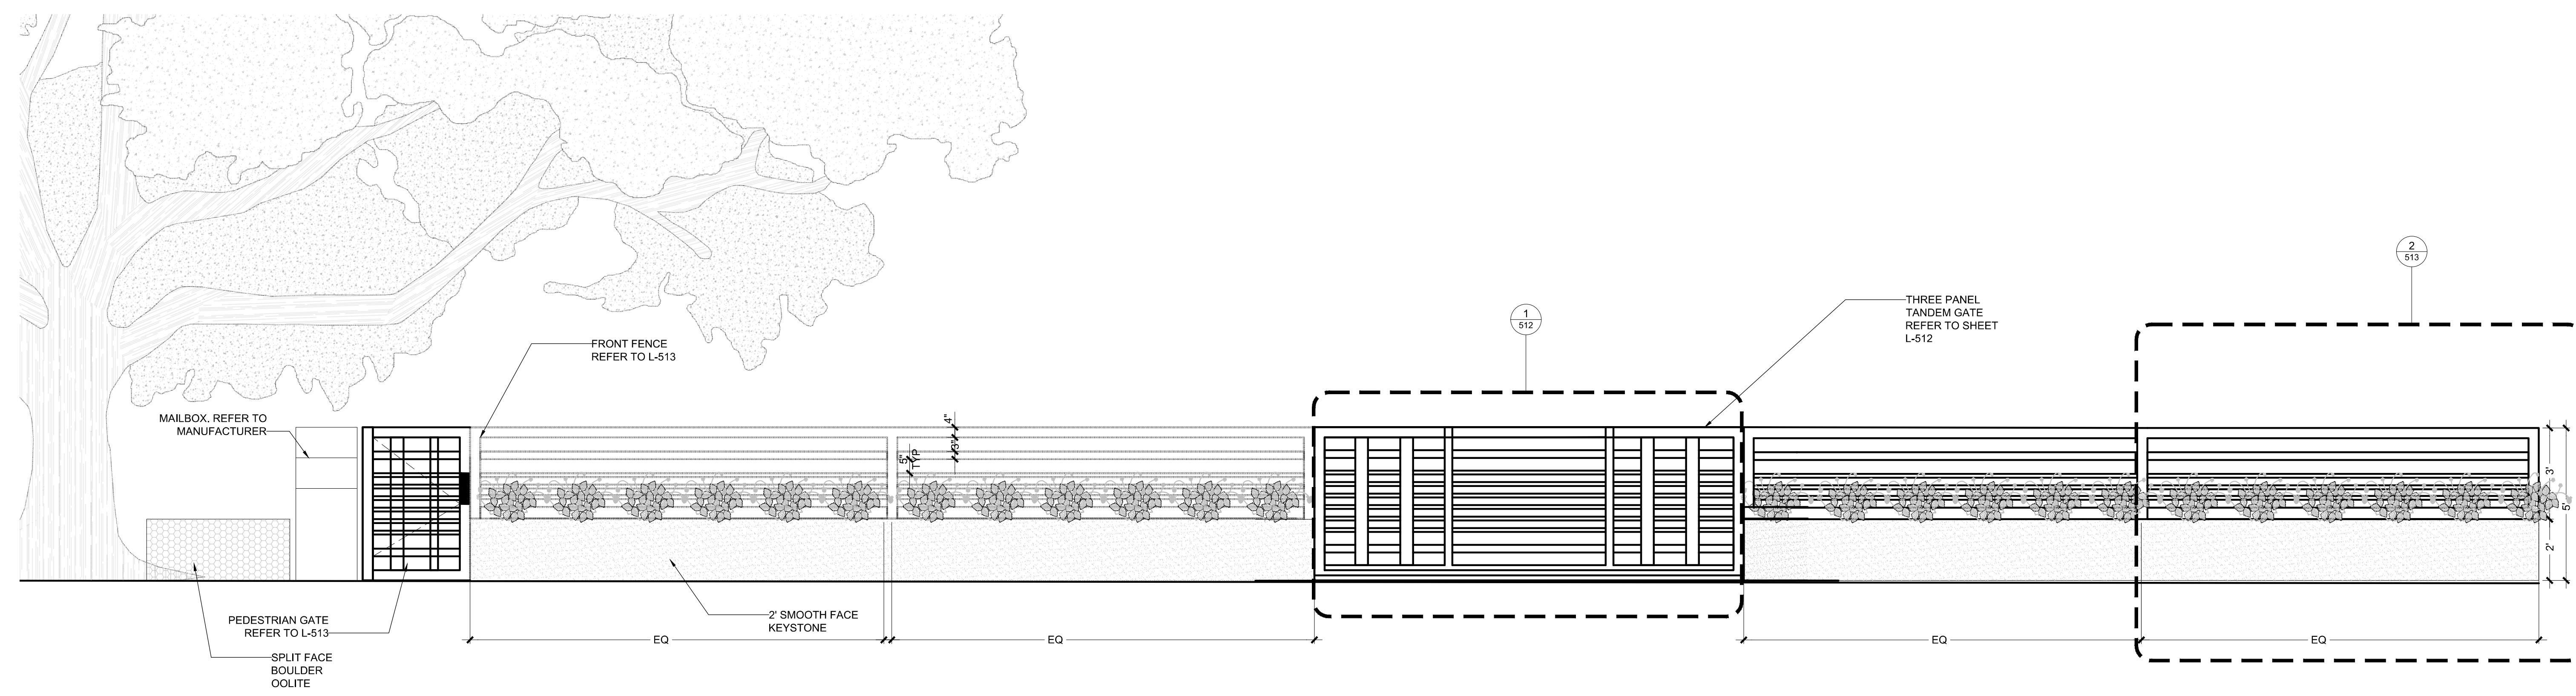 2
513
1
512
THREE PANEL
TANDEM GATE
REFER TO SHEET
L-512
FRONT FENCE
REFER TO L-513
MAILBOX, REFER TO
MANUFACTURER
4"
3"
5"
TYP
3'
5'
2'
2' SMOOTH FACE
KEYSTONE
PEDESTRIAN GATE
REFER TO L-513
EQ
EQ
EQ
EQ
SPLIT FACE
BOULDER
OOLITE